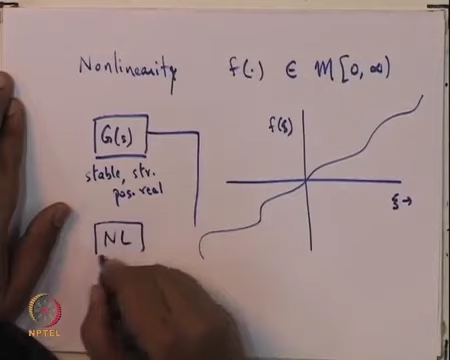 Nonlinearity f(·) ∈ M[0, ∞)
G(s)
stable, str.
pos. real
NL
f(ξ)
ξ→
NPTEL